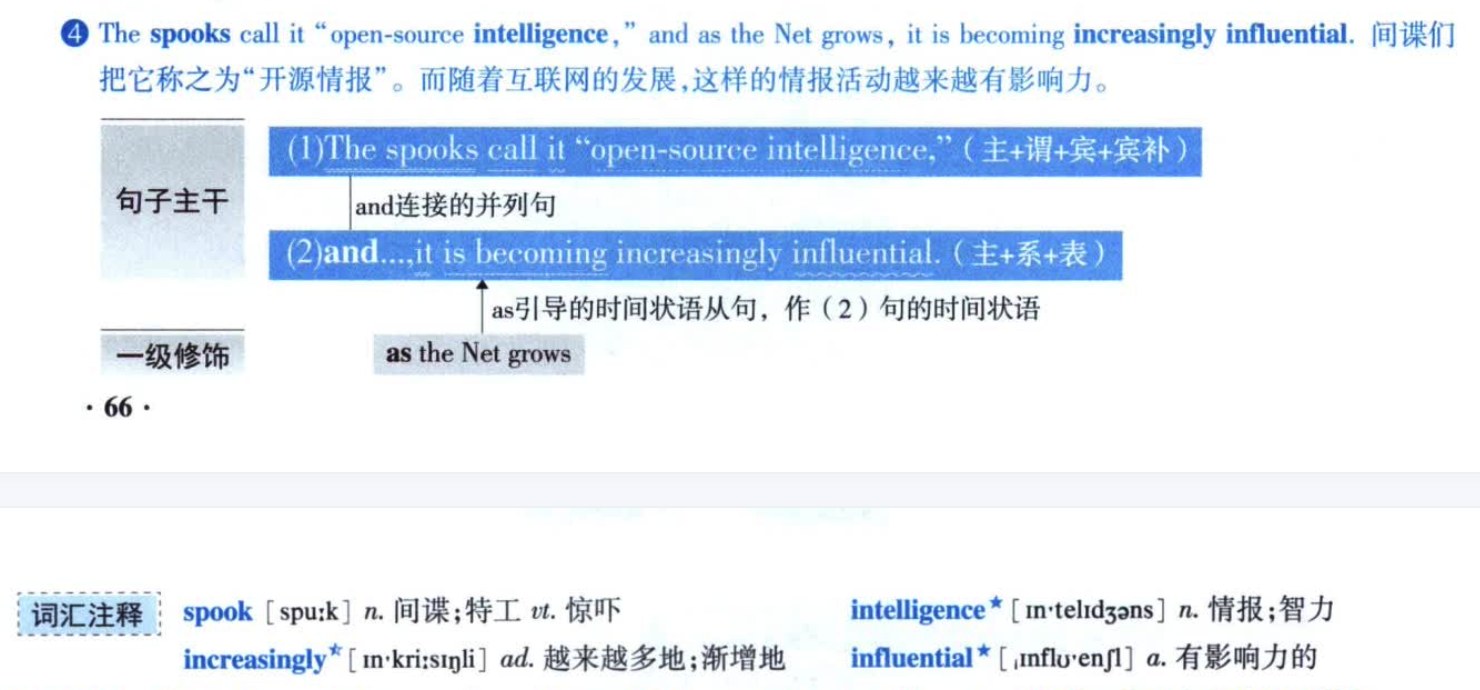 ❹ The spooks call it “open-source intelligence,” and as the Net grows, it is becoming increasingly influential. 间谍们
把它称之为“开源情报”。而随着互联网的发展,这样的情报活动越来越有影响力。
(1)The spooks call it “open-source intelligence,”(主+谓+宾+宾补)
句子主干
and连接的并列句
(2)and...,it is becoming increasingly influential.(主+系+表)
as引导的时间状语从句，作（2）句的时间状语
一级修饰 as the Net grows
· 66 ·
词汇注释 spook [spuːk] n. 间谍;特工 vt. 惊吓 intelligence★ [ɪn·telɪdʒəns] n. 情报;智力
increasingly★ [ɪn·kriːsɪŋli] ad. 越来越多地;渐增地 influential★ [ˌɪnflʊ·enʃl] a. 有影响力的